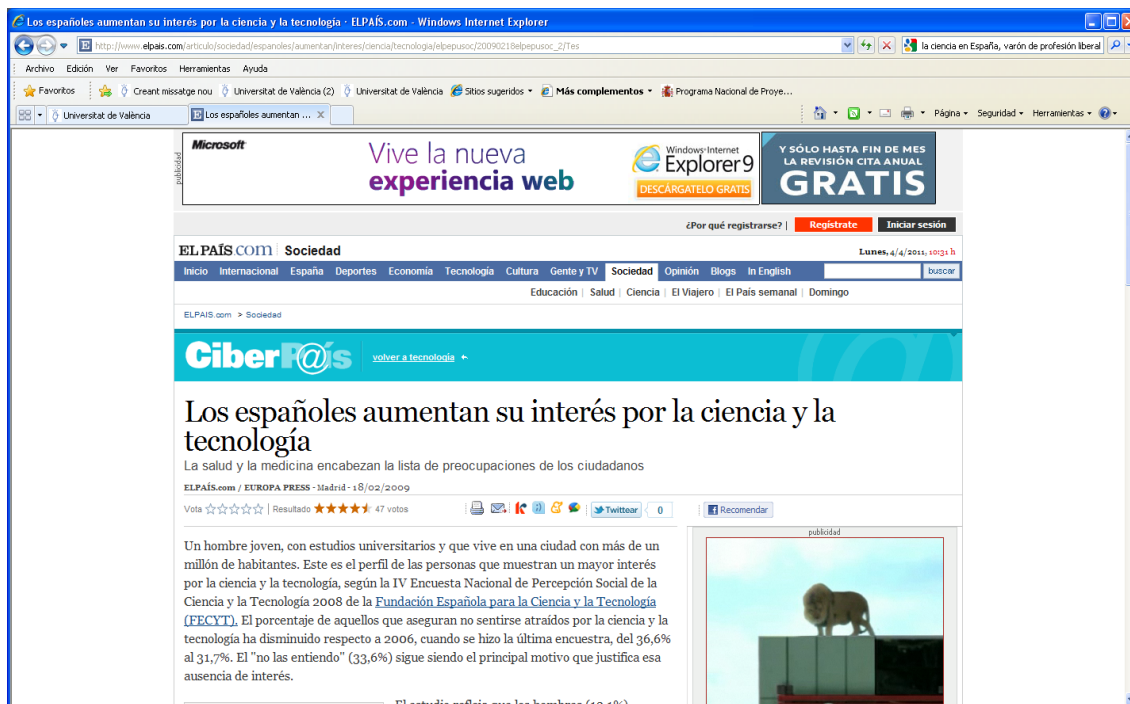 Los españoles aumentan su interés por la ciencia y la tecnología · ELPAÍS.com - Windows Internet Explorer
http://www.elpais.com/articulo/sociedad/espanoles/aumentan/interes/ciencia/tecnologia/elpepusoc/20090218elpepusoc_2/Tes
la ciencia en España, varón de profesión liberal
Archivo Edición Ver Favoritos Herramientas Ayuda
Favoritos Creant missatge nou Universitat de València (2) Universitat de València Sitios sugeridos Más complementos Programa Nacional de Proye...
Universitat de València Los españoles aumentan ... X Página Seguridad Herramientas
publicidad
Microsoft
Vive la nueva
experiencia web
Windows Internet
Explorer 9
DESCÁRGATELO GRATIS
Y SÓLO HASTA FIN DE MES
LA REVISIÓN CITA ANUAL
GRATIS
¿Por qué registrarse? | Regístrate Iniciar sesión
EL PAÍS.COM Sociedad
Lunes, 4/4/2011, 10:31 h
Inicio Internacional España Deportes Economía Tecnología Cultura Gente y TV Sociedad Opinión Blogs In English buscar
Educación | Salud | Ciencia | El Viajero | El País semanal | Domingo
ELPAIS.com > Sociedad
CiberP@ís volver a tecnologia
Los españoles aumentan su interés por la ciencia y la
tecnología
La salud y la medicina encabezan la lista de preocupaciones de los ciudadanos
ELPAÍS.com / EUROPA PRESS - Madrid - 18/02/2009
Vota | Resultado 47 votos Twittear 0 Recomendar
Un hombre joven, con estudios universitarios y que vive en una ciudad con más de un
millón de habitantes. Este es el perfil de las personas que muestran un mayor interés
por la ciencia y la tecnología, según la IV Encuesta Nacional de Percepción Social de la
Ciencia y la Tecnología 2008 de la Fundación Española para la Ciencia y la Tecnología
(FECYT). El porcentaje de aquellos que aseguran no sentirse atraídos por la ciencia y la
tecnología ha disminuido respecto a 2006, cuando se hizo la última encuesta, del 36,6%
al 31,7%. El "no las entiendo" (33,6%) sigue siendo el principal motivo que justifica esa
ausencia de interés.
publicidad
El estudio refleja que los hombres